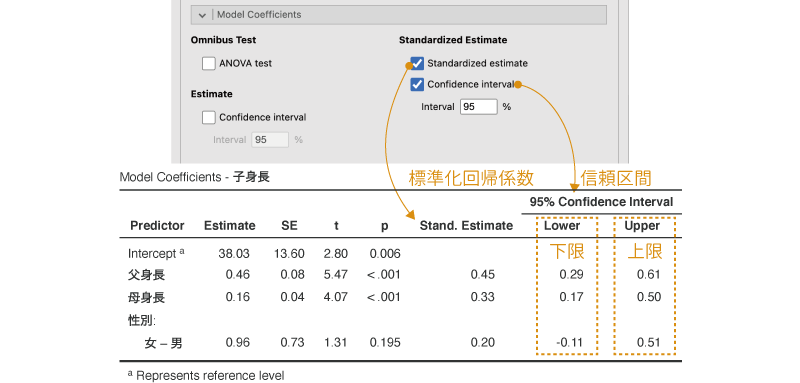 Model Coefficients
Omnibus Test
Standardized Estimate
ANOVA test
Standardized estimate
Estimate
Confidence interval
Confidence interval
Interval 95 %
Interval 95 %
標準化回帰係数
信頼区間
Model Coefficients - 子身長
95% Confidence Interval
Predictor Estimate SE t p Stand. Estimate Lower Upper
Intercept ᵃ 38.03 13.60 2.80 0.006 下限 上限
父身長 0.46 0.08 5.47 < .001 0.45 0.29 0.61
母身長 0.16 0.04 4.07 < .001 0.33 0.17 0.50
性別:
女 – 男 0.96 0.73 1.31 0.195 0.20 -0.11 0.51
ᵃ Represents reference level